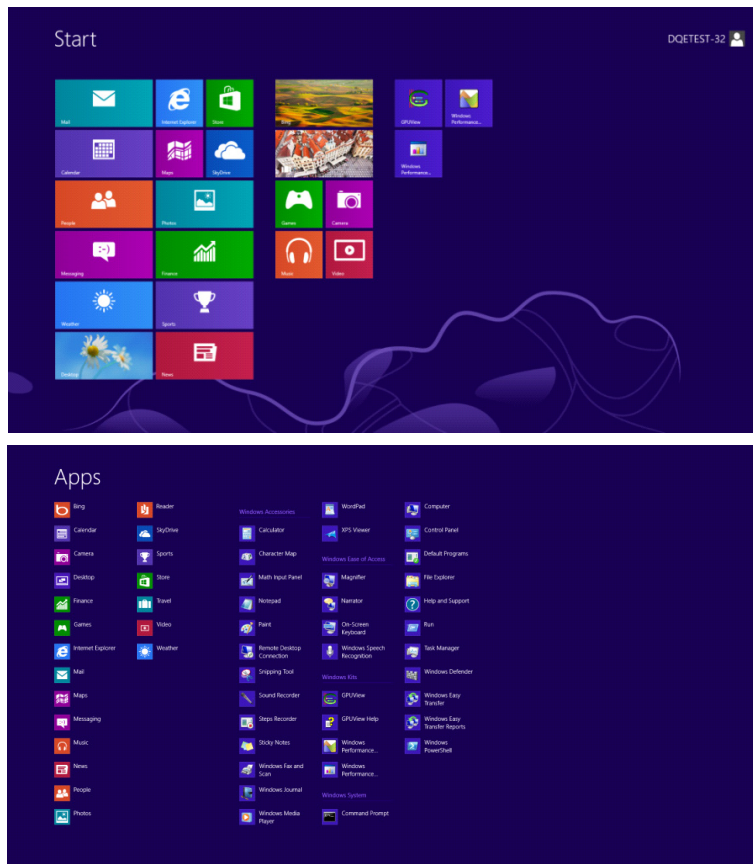 Start
DQETEST-32
Mail
Internet Explorer
Store
Calendar
Maps
SkyDrive
People
Photos
Messaging
Finance
Weather
Sports
Desktop
News
Bing
Games
Camera
Music
Video
GPUView
Windows
Performance...
Windows
Performance...
Apps
Bing
Calendar
Camera
Desktop
Finance
Games
Internet Explorer
Mail
Maps
Messaging
Music
News
People
Photos
Reader
SkyDrive
Sports
Store
Travel
Video
Weather
Windows Accessories
Calculator
Character Map
Math Input Panel
Notepad
Paint
Remote Desktop
Connection
Snipping Tool
Sound Recorder
Steps Recorder
Sticky Notes
Windows Fax and
Scan
Windows Journal
Windows Media
Player
WordPad
XPS Viewer
Windows Ease of Access
Magnifier
Narrator
On-Screen
Keyboard
Windows Speech
Recognition
Windows Kits
GPUView
GPUView Help
Windows
Performance...
Windows
Performance...
Windows System
Command Prompt
Computer
Control Panel
Default Programs
File Explorer
Help and Support
Run
Task Manager
Windows Defender
Windows Easy
Transfer
Windows Easy
Transfer Reports
Windows
PowerShell